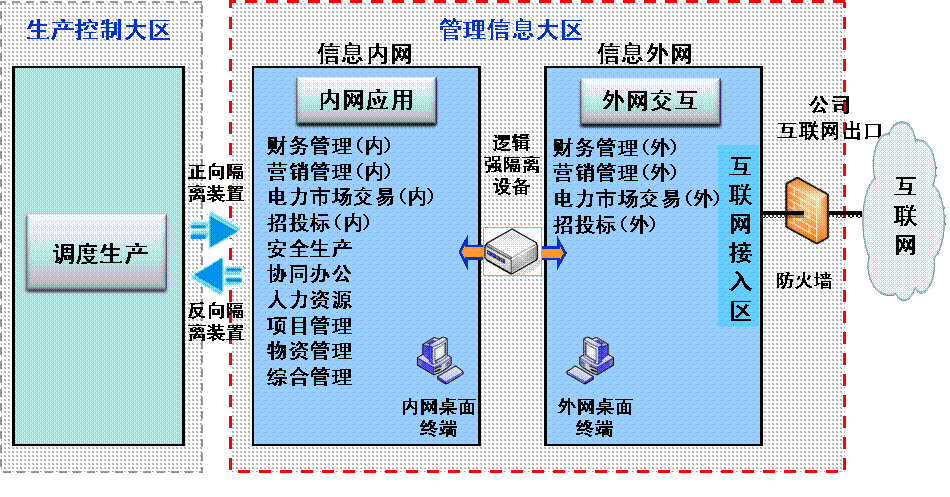 生产控制大区
调度生产
正向隔
离装置
反向隔
离装置
管理信息大区
信息内网
内网应用
财务管理(内)
营销管理(内)
电力市场交易(内)
招投标(内)
安全生产
协同办公
人力资源
项目管理
物资管理
综合管理
内网桌面
终端
逻辑
强隔离
设备
信息外网
外网交互
财务管理(外)
营销管理(外)
电力市场交易(外)
招投标(外)
外网桌面
终端
互联网接入区
公司
互联网出口
防火墙
互联网